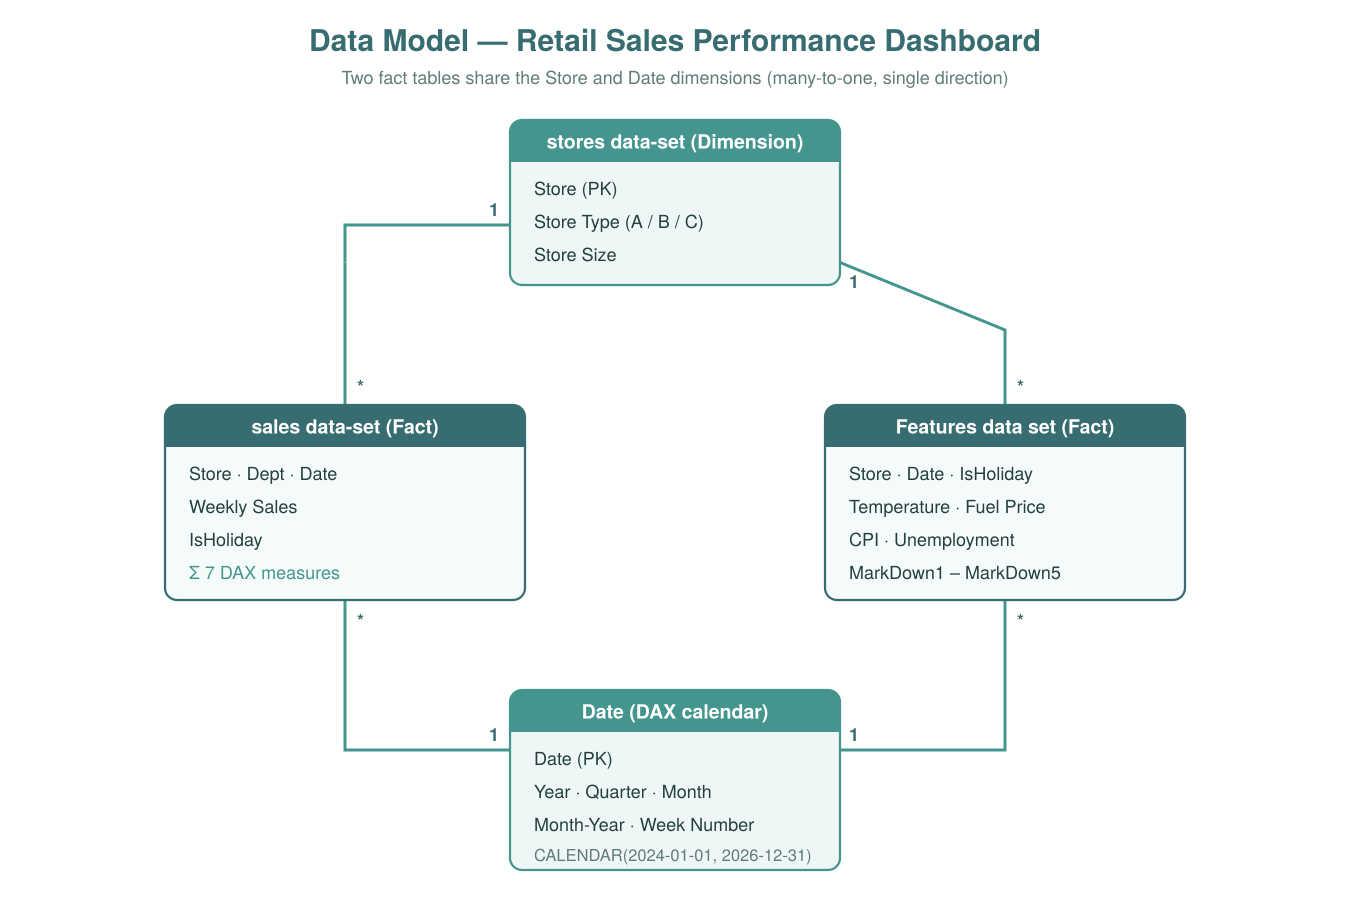 Data Model — Retail Sales Performance Dashboard
Two fact tables share the Store and Date dimensions (many-to-one, single direction)
stores data-set (Dimension)
Store (PK)
Store Type (A / B / C)
Store Size
1
1
*
*
sales data-set (Fact)
Store · Dept · Date
Weekly Sales
IsHoliday
Σ 7 DAX measures
Features data set (Fact)
Store · Date · IsHoliday
Temperature · Fuel Price
CPI · Unemployment
MarkDown1 – MarkDown5
*
*
1
1
Date (DAX calendar)
Date (PK)
Year · Quarter · Month
Month-Year · Week Number
CALENDAR(2024-01-01, 2026-12-31)